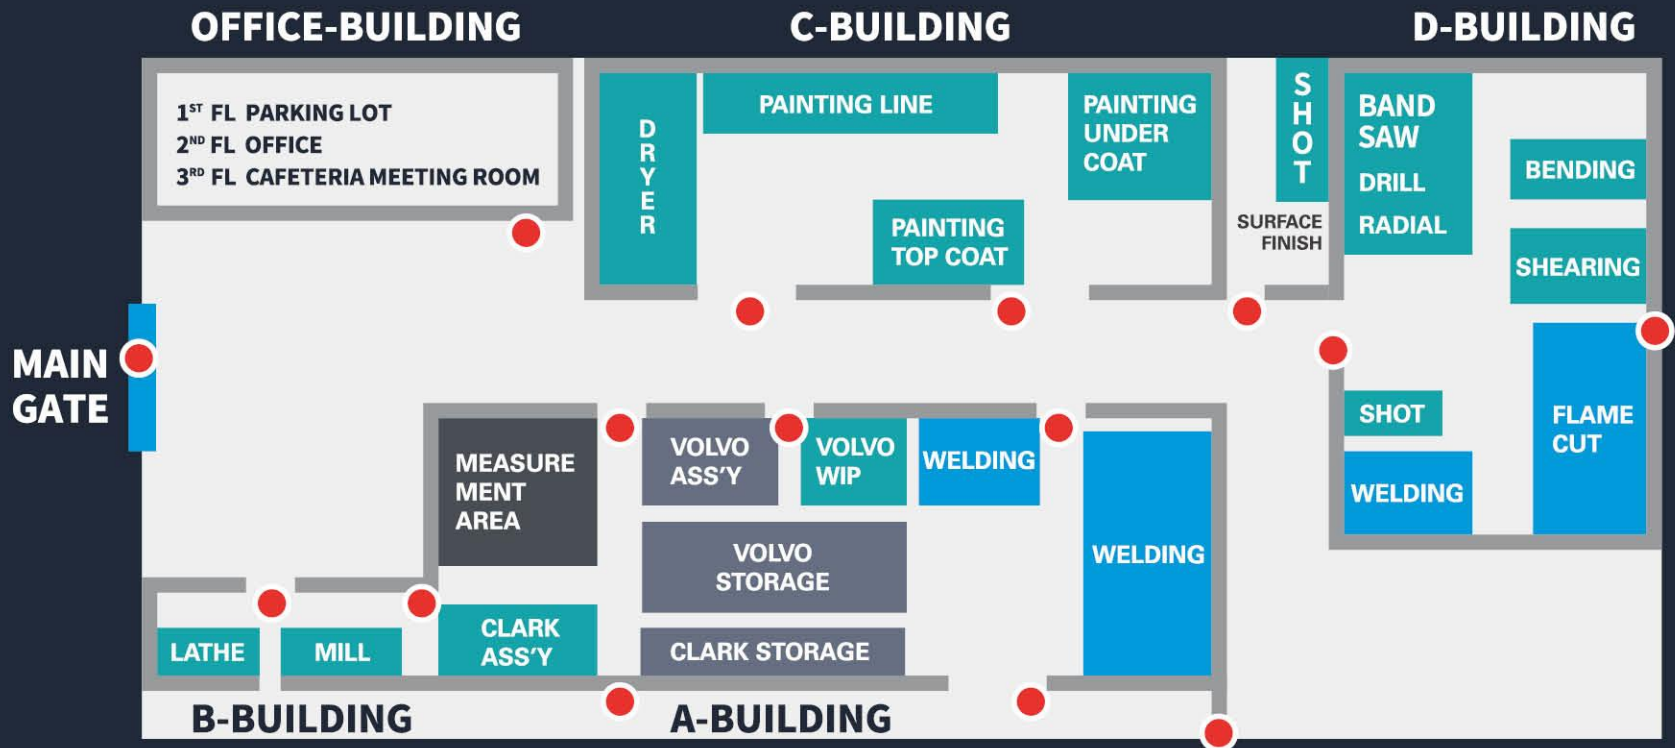 OFFICE-BUILDING
C-BUILDING
D-BUILDING
1ST FL PARKING LOT
2ND FL OFFICE
3RD FL CAFETERIA MEETING ROOM
DRYER
PAINTING LINE
PAINTING
UNDER
COAT
PAINTING
TOP COAT
SHOT
SURFACE
FINISH
BAND
SAW
DRILL
RADIAL
BENDING
SHEARING
MAIN
GATE
MEASURE
MENT
AREA
VOLVO
ASS'Y
VOLVO
WIP
WELDING
WELDING
SHOT
WELDING
FLAME
CUT
VOLVO
STORAGE
LATHE
MILL
CLARK
ASS'Y
CLARK STORAGE
B-BUILDING
A-BUILDING